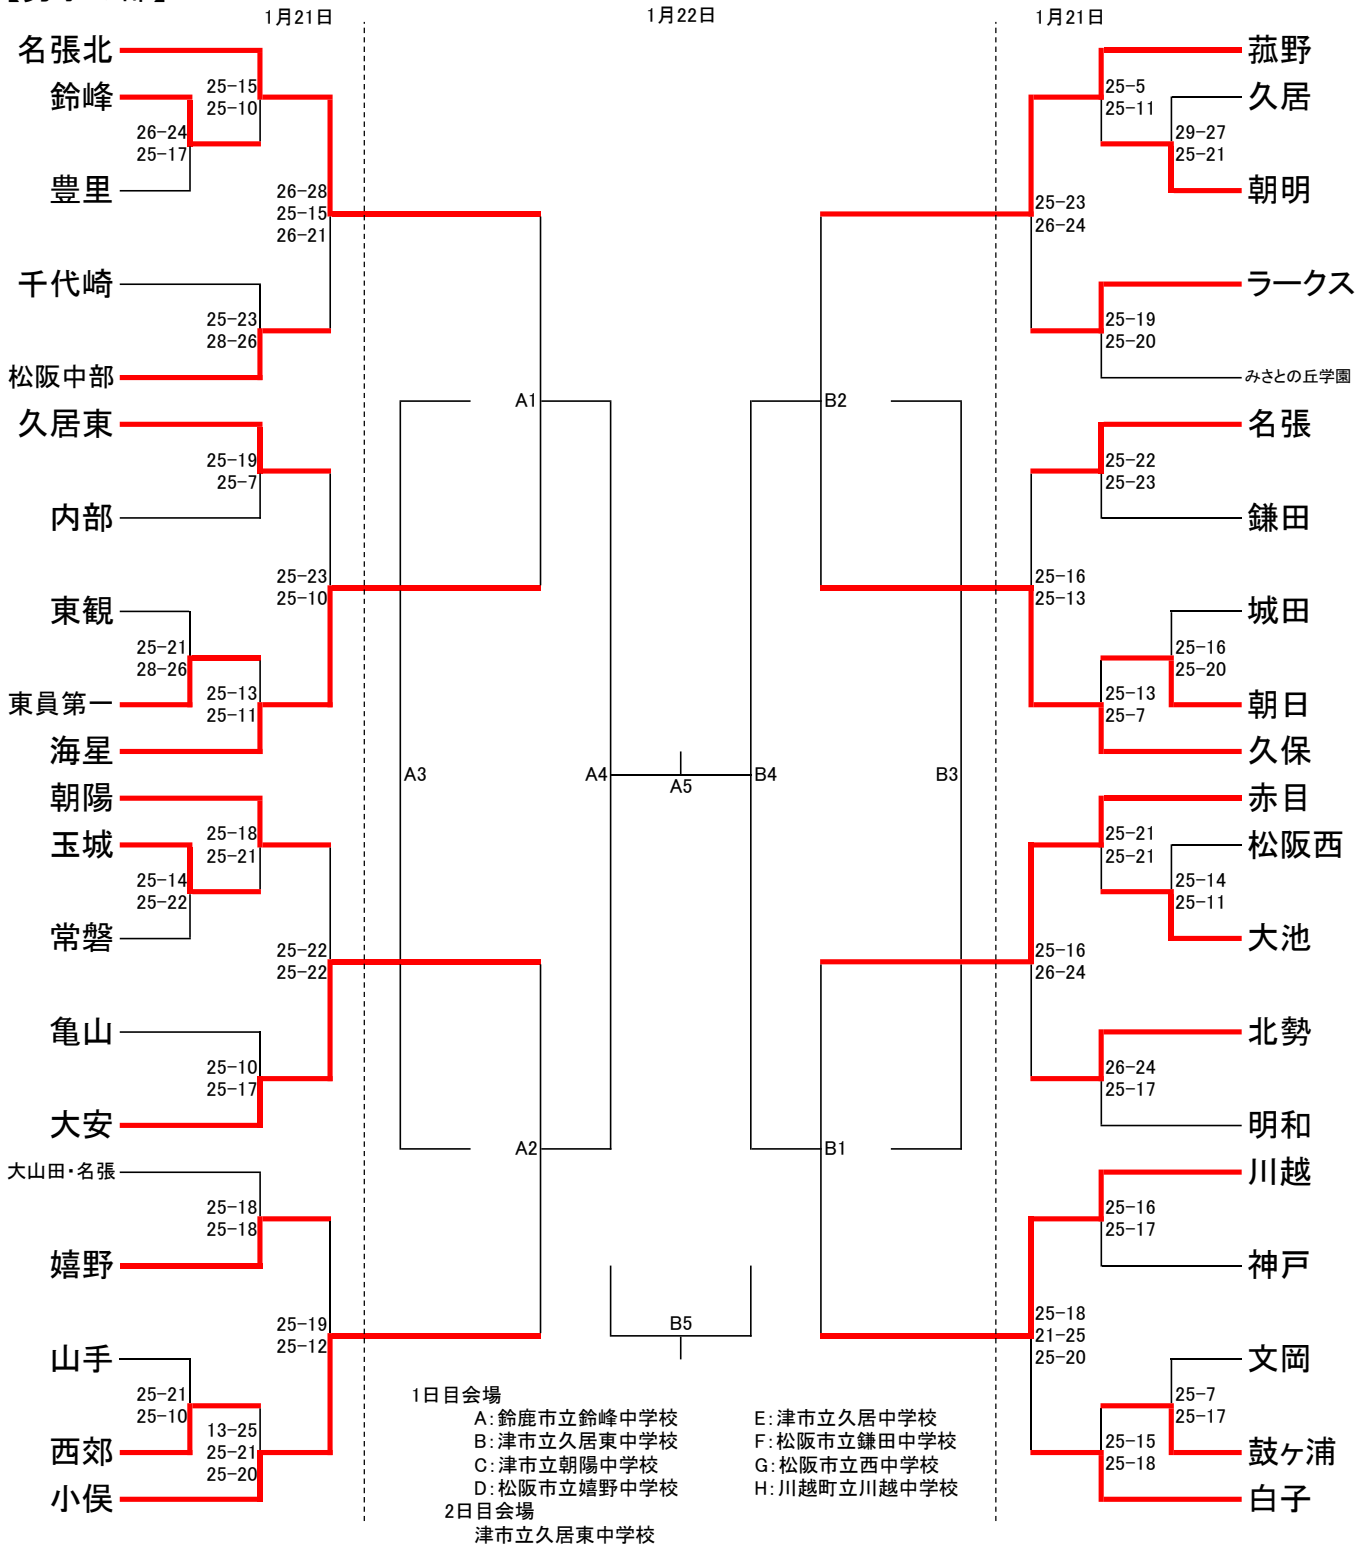 1月21日
1月22日
1月21日
名張北
鈴峰
豊里
千代崎
松阪中部
久居東
内部
東観
東員第一
海星
朝陽
玉城
常磐
亀山
大安
大山田・名張
嬉野
山手
西郊
小俣
25-15
25-10
26-24
25-17
26-28
25-15
26-21
25-23
28-26
25-19
25-7
25-23
25-10
25-21
28-26
25-13
25-11
25-18
25-21
25-14
25-22
25-22
25-22
25-10
25-17
25-18
25-18
25-19
25-12
25-21
25-10
13-25
25-21
25-20
A1
A3
A4
A2
A5
B5
B2
B4
B3
B1
25-5
25-11
29-27
25-21
25-23
26-24
25-19
25-20
25-22
25-23
25-16
25-13
25-16
25-20
25-13
25-7
25-21
25-21
25-14
25-11
25-16
26-24
26-24
25-17
25-16
25-17
25-18
21-25
25-20
25-7
25-17
25-15
25-18
菰野
久居
朝明
ラークス
みさとの丘学園
名張
鎌田
城田
朝日
久保
赤目
松阪西
大池
北勢
明和
川越
神戸
文岡
鼓ヶ浦
白子
1日目会場
A:鈴鹿市立鈴峰中学校
B:津市立久居東中学校
C:津市立朝陽中学校
D:松阪市立嬉野中学校
E:津市立久居中学校
F:松阪市立鎌田中学校
G:松阪市立西中学校
H:川越町立川越中学校
2日目会場
津市立久居東中学校